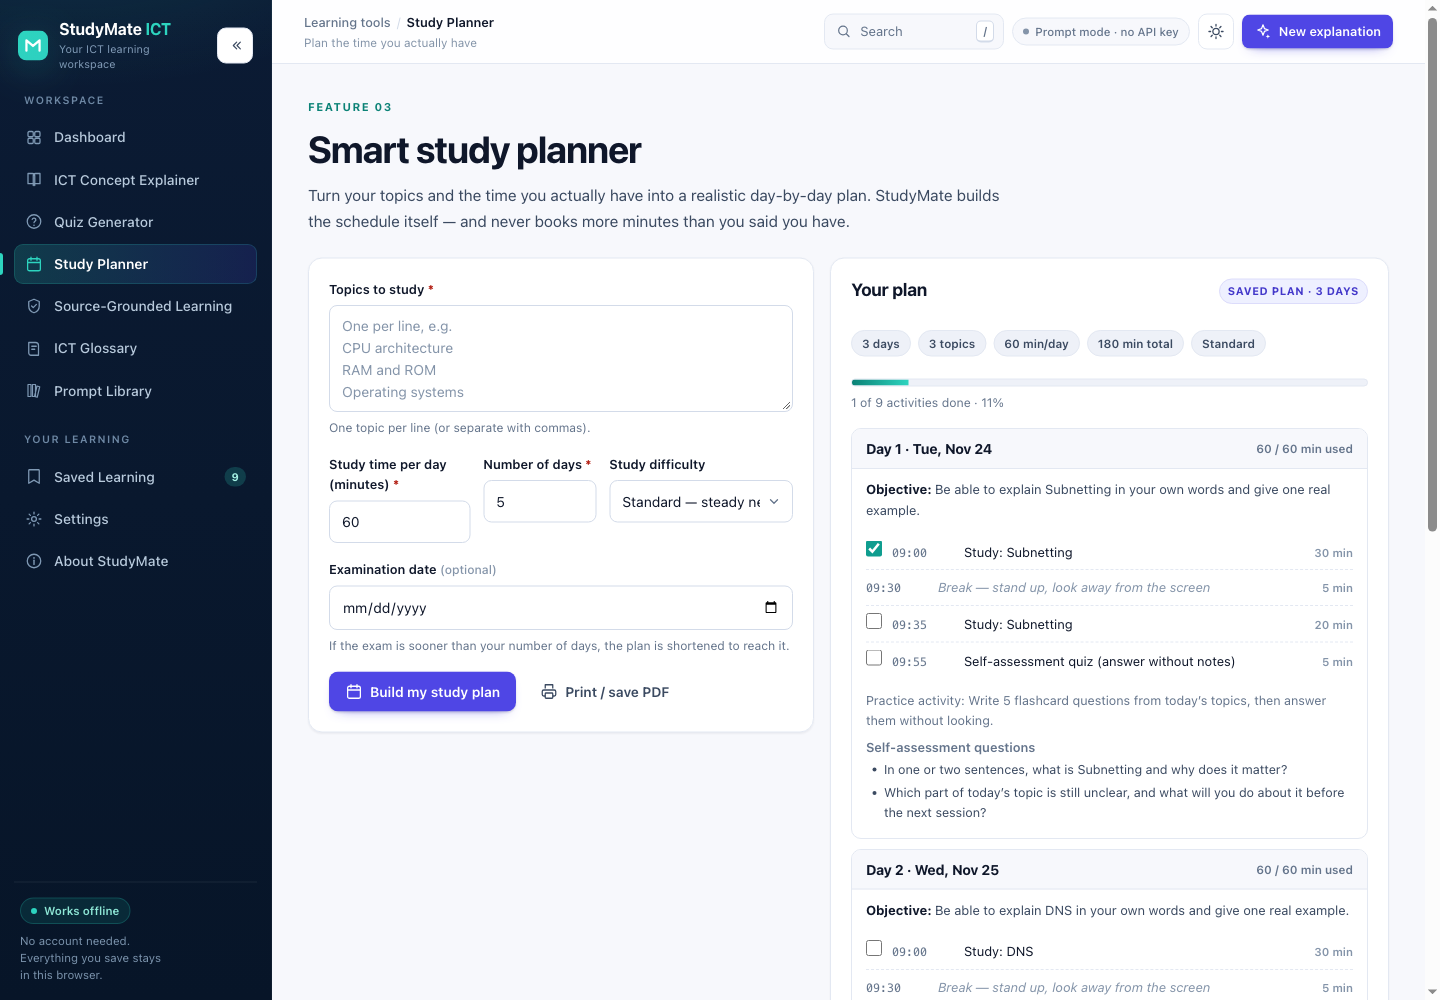 StudyMate ICT
Your ICT learning
workspace
WORKSPACE
Dashboard
ICT Concept Explainer
Quiz Generator
Study Planner
Source-Grounded Learning
ICT Glossary
Prompt Library
YOUR LEARNING
Saved Learning
9
Settings
About StudyMate
Works offline
No account needed.
Everything you save stays
in this browser.
Learning tools / Study Planner
Plan the time you actually have
Search
/
Prompt mode · no API key
New explanation
FEATURE 03
Smart study planner
Turn your topics and the time you actually have into a realistic day-by-day plan. StudyMate builds
the schedule itself — and never books more minutes than you said you have.
Topics to study *
One per line, e.g.
CPU architecture
RAM and ROM
Operating systems
One topic per line (or separate with commas).
Study time per day
(minutes) *
60
Number of days *
5
Study difficulty
Standard — steady ne
Examination date (optional)
mm/dd/yyyy
If the exam is sooner than your number of days, the plan is shortened to reach it.
Build my study plan
Print / save PDF
Your plan
SAVED PLAN · 3 DAYS
3 days
3 topics
60 min/day
180 min total
Standard
1 of 9 activities done · 11%
Day 1 · Tue, Nov 24
60 / 60 min used
Objective: Be able to explain Subnetting in your own words and give one real
example.
09:00 Study: Subnetting 30 min
09:30 Break — stand up, look away from the screen 5 min
09:35 Study: Subnetting 20 min
09:55 Self-assessment quiz (answer without notes) 5 min
Practice activity: Write 5 flashcard questions from today's topics, then answer
them without looking.
Self-assessment questions
• In one or two sentences, what is Subnetting and why does it matter?
• Which part of today's topic is still unclear, and what will you do about it before
the next session?
Day 2 · Wed, Nov 25
60 / 60 min used
Objective: Be able to explain DNS in your own words and give one real example.
09:00 Study: DNS 30 min
09:30 Break — stand up, look away from the screen 5 min